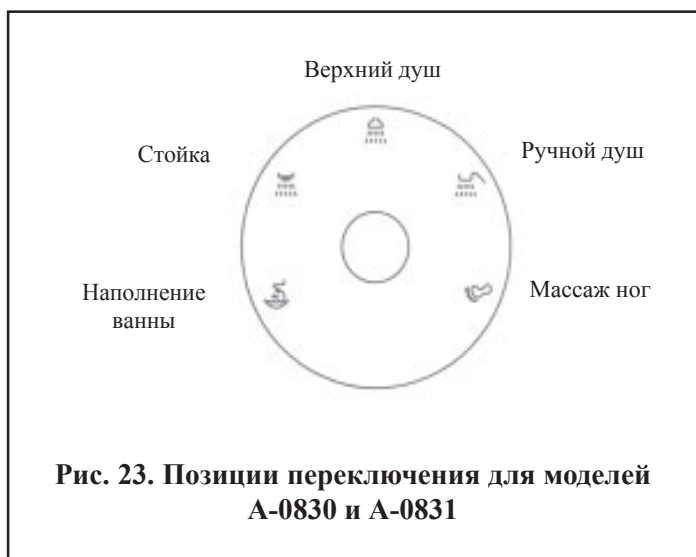 Верхний душ
Стойка
Ручной душ
Наполнение
ванны
Массаж ног
Рис. 23. Позиции переключения для моделей
А-0830 и А-0831